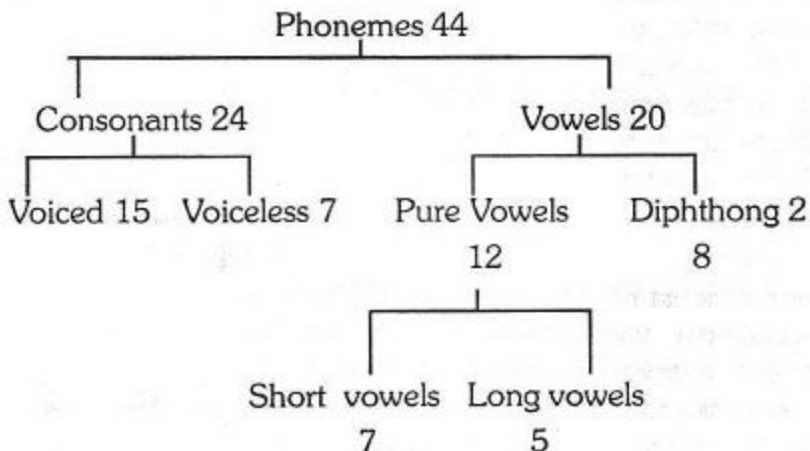 Phonemes 44
Consonants 24 Vowels 20
Voiced 15 Voiceless 7 Pure Vowels Diphthong 2
12 8
Short vowels Long vowels
7 5